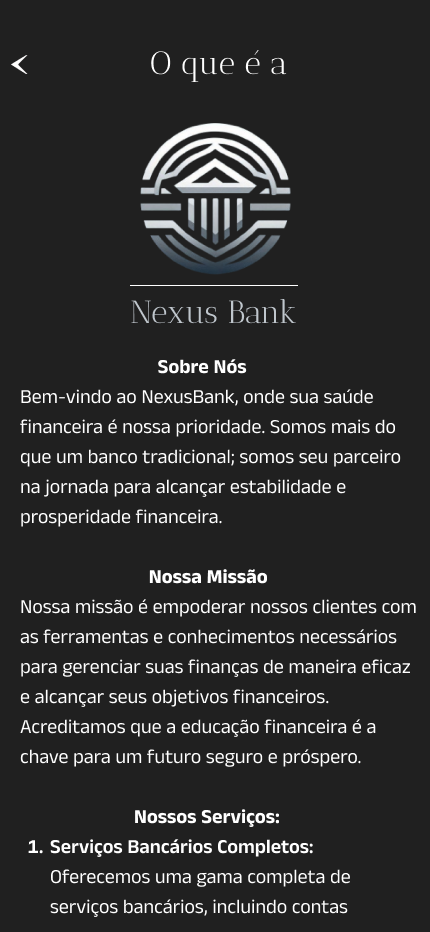 O que é a
Nexus Bank
Sobre Nós
Bem-vindo ao NexusBank, onde sua saúde
financeira é nossa prioridade. Somos mais do
que um banco tradicional; somos seu parceiro
na jornada para alcançar estabilidade e
prosperidade financeira.
Nossa Missão
Nossa missão é empoderar nossos clientes com
as ferramentas e conhecimentos necessários
para gerenciar suas finanças de maneira eficaz
e alcançar seus objetivos financeiros.
Acreditamos que a educação financeira é a
chave para um futuro seguro e próspero.
Nossos Serviços:
1. Serviços Bancários Completos:
Oferecemos uma gama completa de
serviços bancários, incluindo contas